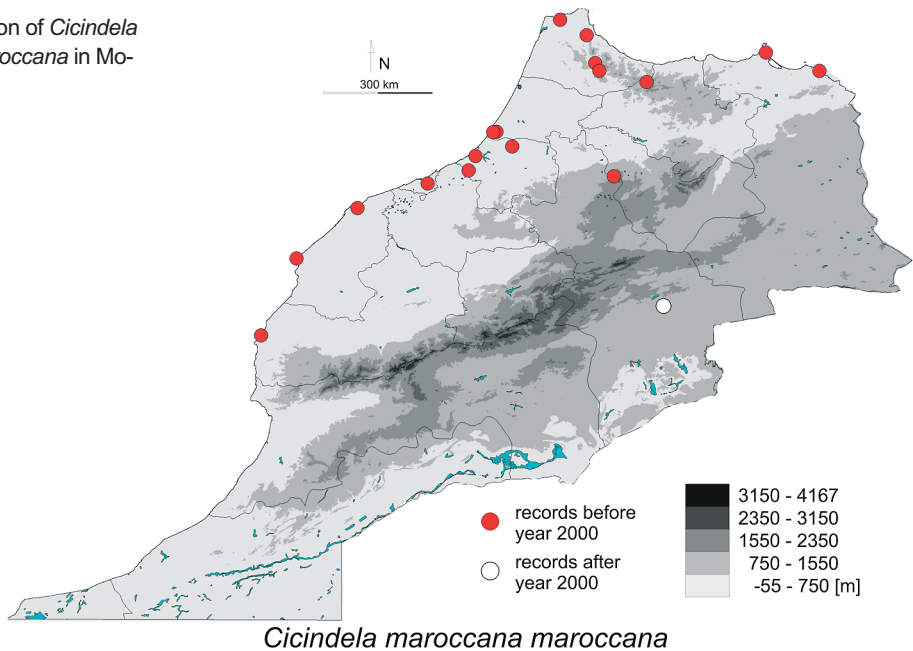 on of Cicindela
roccana in Mo-
N
300 km
records before
year 2000
records after
year 2000
3150 - 4167
2350 - 3150
1550 - 2350
750 - 1550
-55 - 750 [m]
Cicindela maroccana maroccana